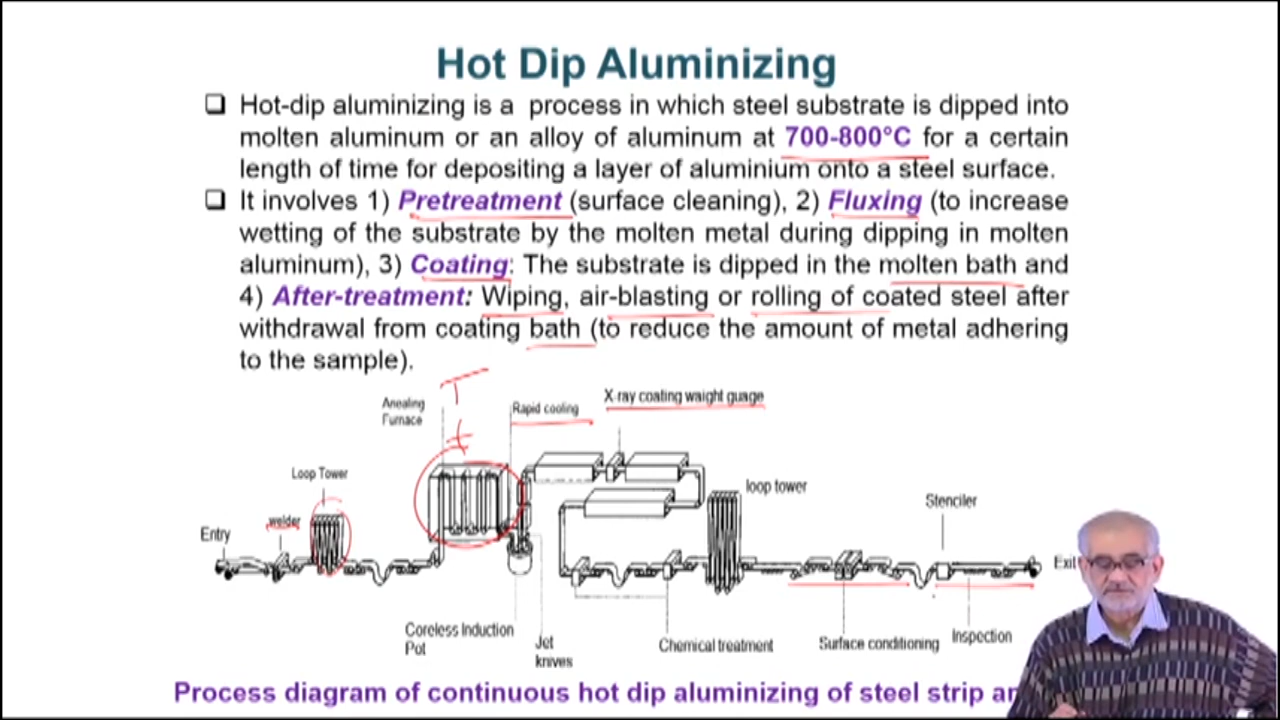 Hot Dip Aluminizing
❑ Hot-dip aluminizing is a process in which steel substrate is dipped into
molten aluminum or an alloy of aluminum at 700-800°C for a certain
length of time for depositing a layer of aluminium onto a steel surface.
❑ It involves 1) Pretreatment (surface cleaning), 2) Fluxing (to increase
wetting of the substrate by the molten metal during dipping in molten
aluminum), 3) Coating: The substrate is dipped in the molten bath and
4) After-treatment: Wiping, air-blasting or rolling of coated steel after
withdrawal from coating bath (to reduce the amount of metal adhering
to the sample).
X-ray coating weight guage
Anealing
Furnace
Rapid cooling
T
t
Loop Tower
loop tower
Stenciler
welder
Entry
Exit
Coreless Induction
Pot
Jet
knives
Chemical treatment
Surface conditioning
Inspection
Process diagram of continuous hot dip aluminizing of steel strip